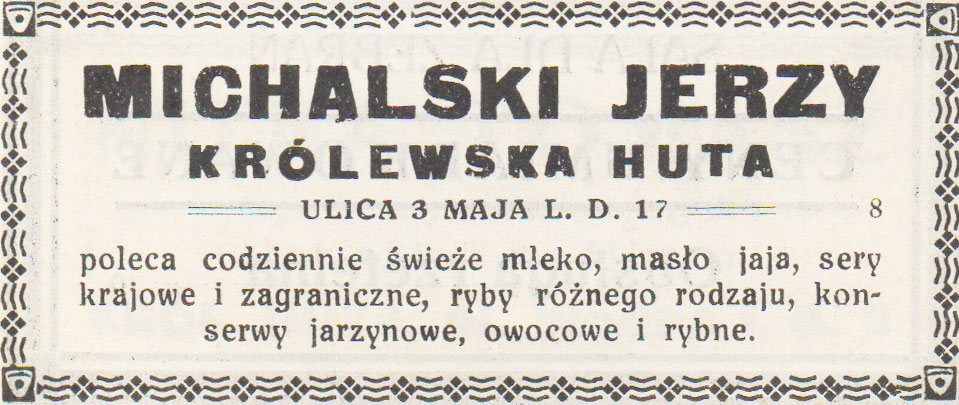 MICHALSKI JERZY
KRÓLEWSKA HUTA
ULICA 3 MAJA L. D. 17 8
poleca codziennie świeże mleko, masło jaja, sery
krajowe i zagraniczne, ryby różnego rodzaju, kon-
serwy jarzynowe, owocowe i rybne.